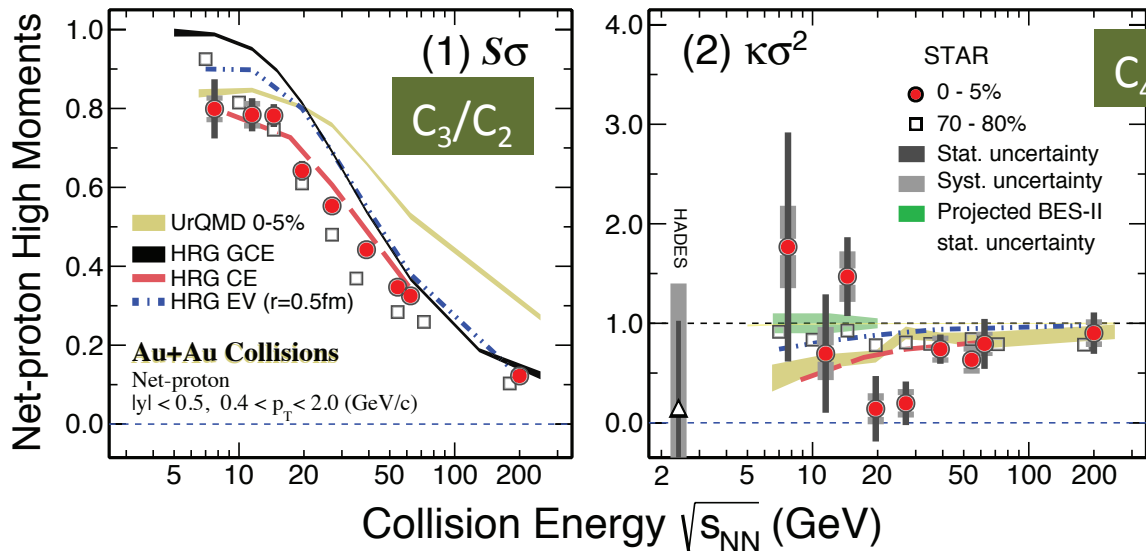 Net-proton High Moments
1.0
0.8
0.6
0.4
0.2
0.0
(1) Sσ
C₃/C₂
UrQMD 0-5%
HRG GCE
HRG CE
HRG EV (r=0.5fm)
Au+Au Collisions
Net-proton
|y| < 0.5, 0.4 < p_T < 2.0 (GeV/c)
5 10 20 50 100 200
(2) κσ²
STAR
0 - 5%
70 - 80%
Stat. uncertainty
Syst. uncertainty
Projected BES-II
stat. uncertainty
C₄
4.0
3.0
2.0
1.0
0.0
HADES
2 5 10 20 50 100 200
Collision Energy √s_NN (GeV)